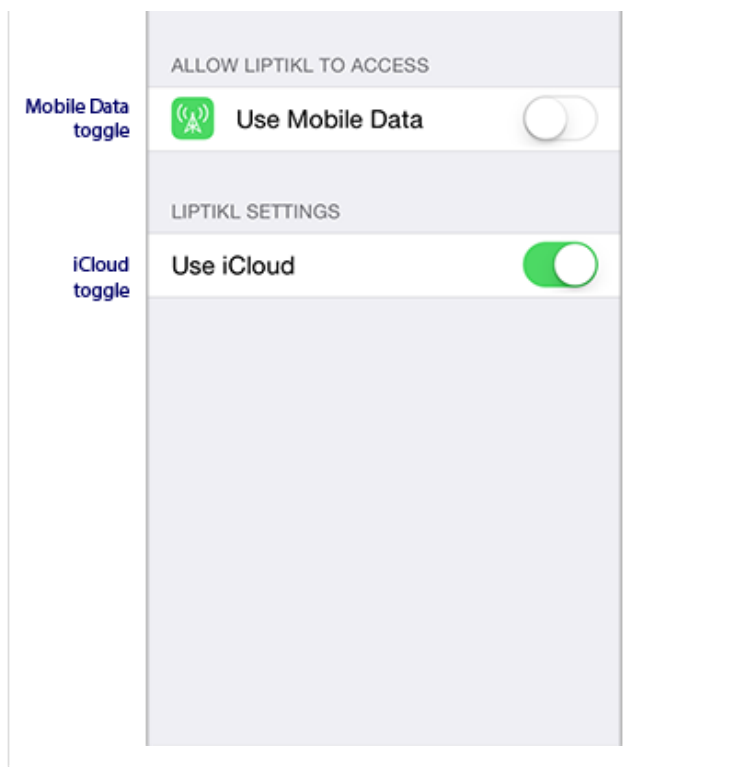 ALLOW LIPTIKL TO ACCESS
Mobile Data
toggle
Use Mobile Data
LIPTIKL SETTINGS
iCloud
toggle
Use iCloud